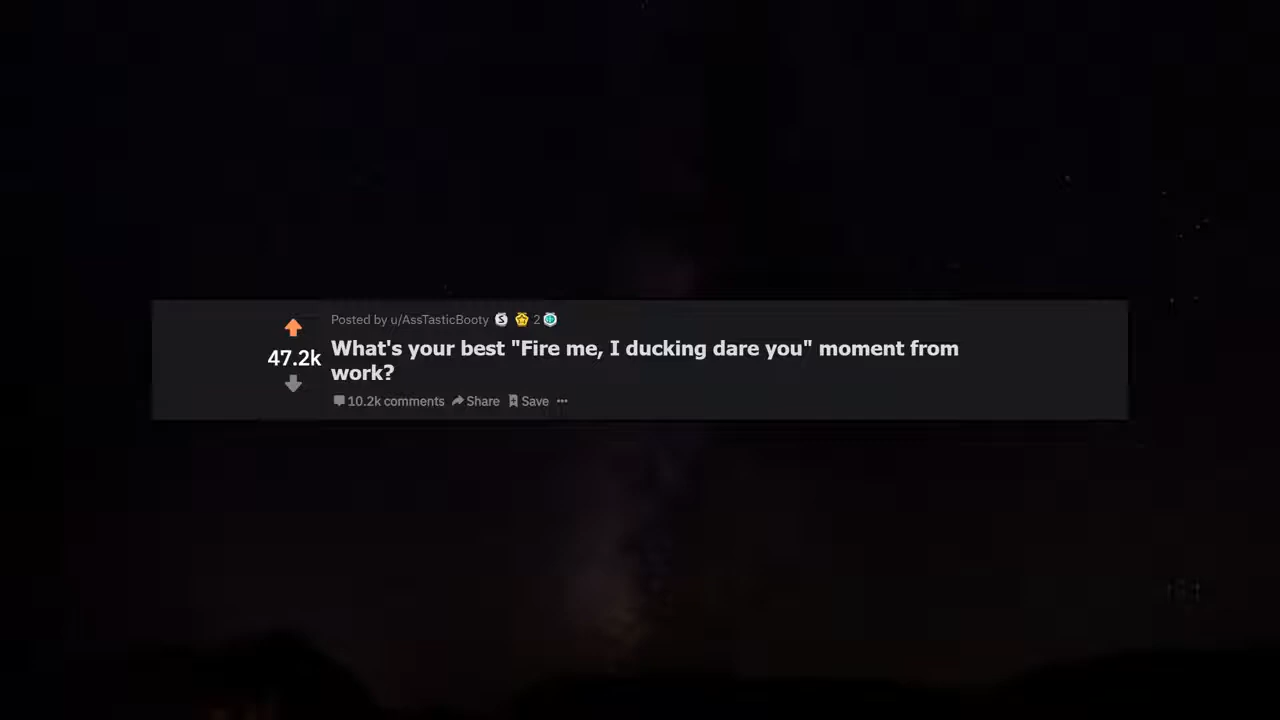 Posted by u/AssTasticBooty 2
47.2k
What's your best "Fire me, I ducking dare you" moment from
work?
10.2k comments Share Save ...